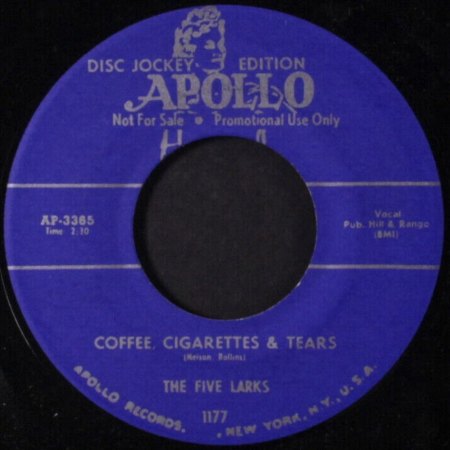 DISC JOCKEY EDITION
APOLLO
Not For Sale • Promotional Use Only
AP-3365
Time 2.10
Vocal
Pub. Hill & Range
(BMI)
COFFEE, CIGARETTES & TEARS
(Nelson, Rollins)
THE FIVE LARKS
1177
APOLLO RECORDS, NEW YORK, N.Y., U.S.A.